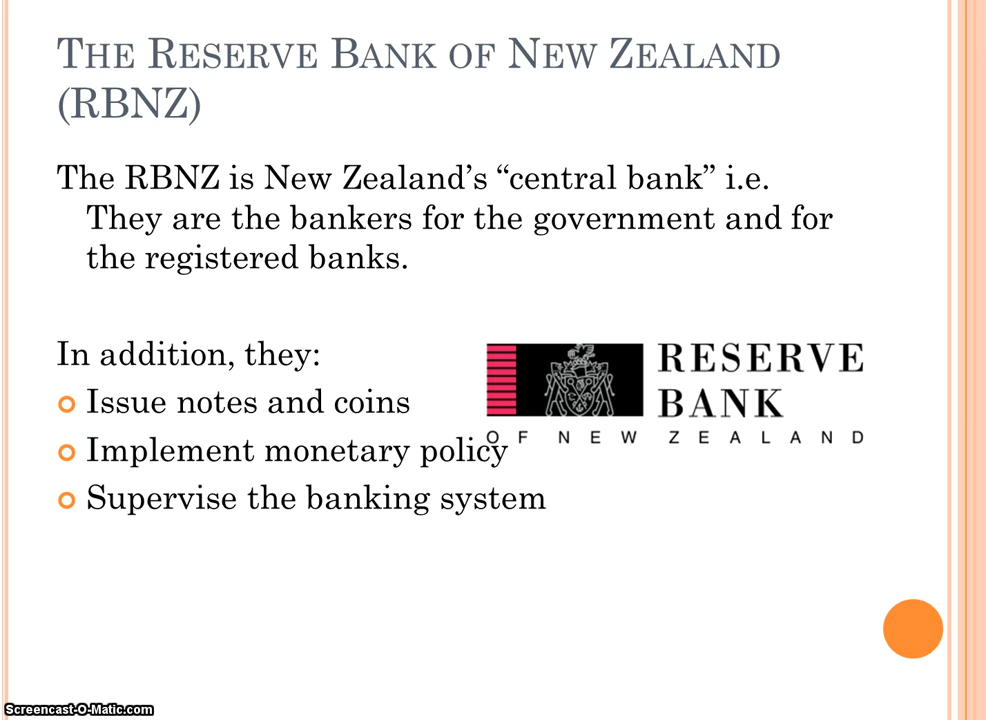 THE RESERVE BANK OF NEW ZEALAND
(RBNZ)
The RBNZ is New Zealand’s “central bank” i.e.
They are the bankers for the government and for
the registered banks.
In addition, they:
Issue notes and coins
Implement monetary policy
Supervise the banking system
RESERVE
BANK
OF NEW ZEALAND
Screencast-O-Matic.com